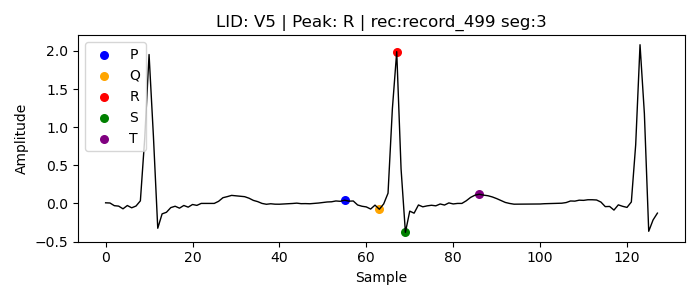 LID: V5 | Peak: R | rec:record_499 seg:3
Amplitude
2.0
1.5
1.0
0.5
0.0
−0.5
P
Q
R
S
T
0 20 40 60 80 100 120
Sample